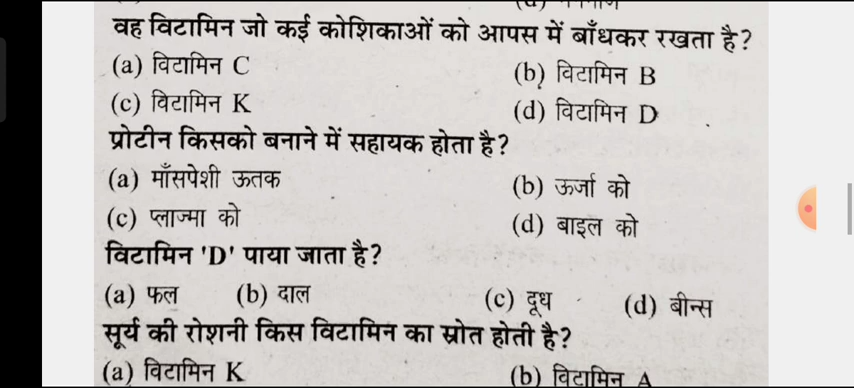 वह विटामिन जो कई कोशिकाओं को आपस में बाँधकर रखता है?
(a) विटामिन C (b) विटामिन B
(c) विटामिन K (d) विटामिन D
प्रोटीन किसको बनाने में सहायक होता है?
(a) माँसपेशी ऊतक (b) ऊर्जा को
(c) प्लाज्मा को (d) बाइल को
विटामिन 'D' पाया जाता है?
(a) फल (b) दाल (c) दूध (d) बीन्स
सूर्य की रोशनी किस विटामिन का स्रोत होती है?
(a) विटामिन K (b) विटामिन A